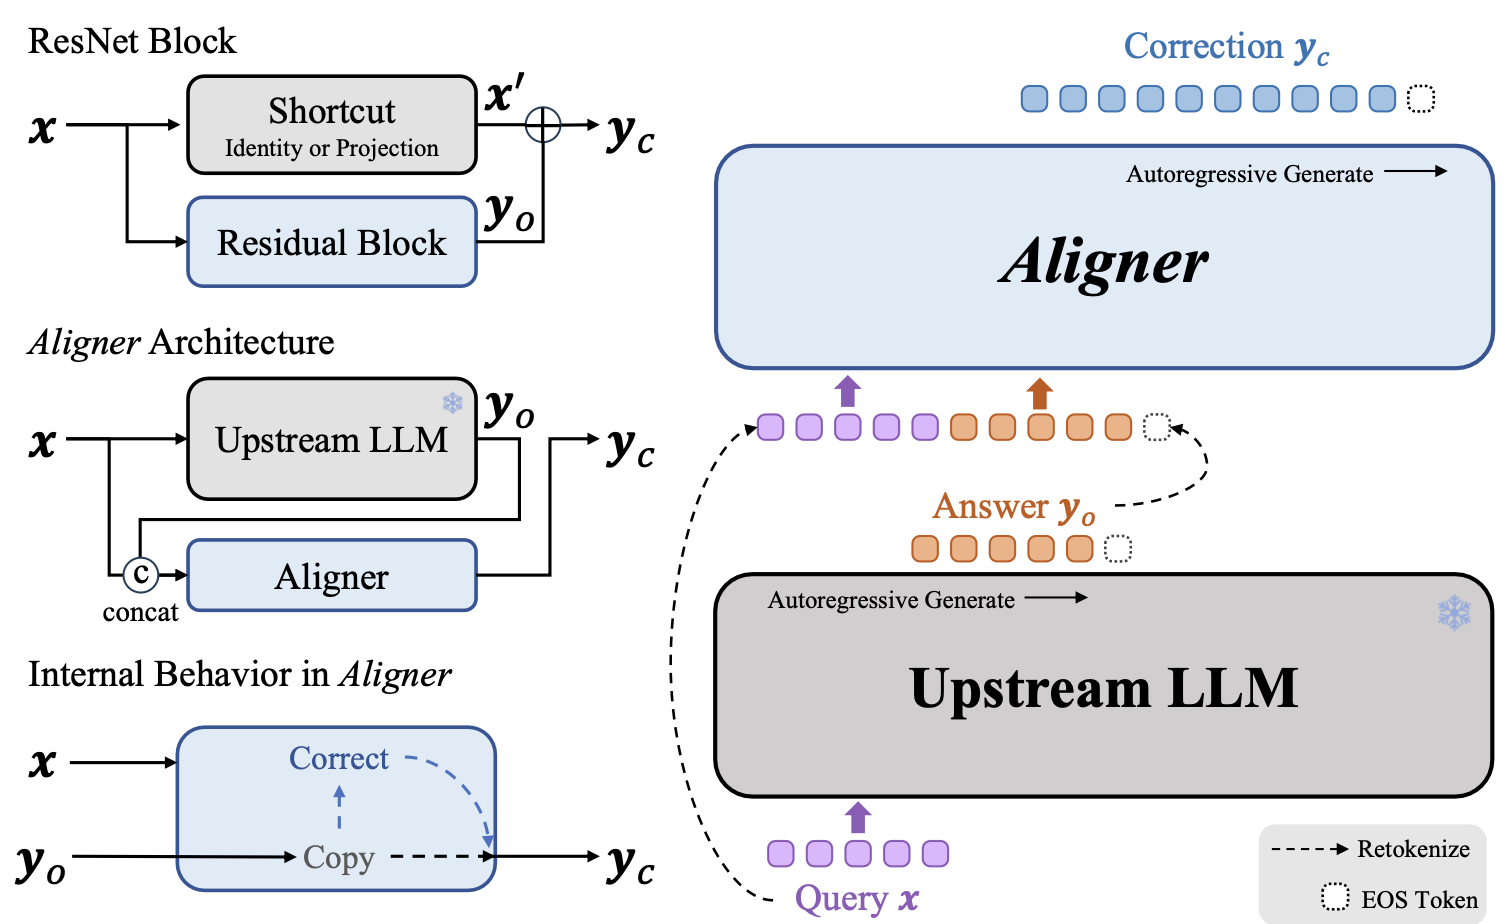 ResNet Block
x
Shortcut
Identity or Projection
x′
y_c
Residual Block
y_o
Aligner Architecture
x
Upstream LLM
y_o
y_c
c
concat
Aligner
Internal Behavior in Aligner
x
Correct
y_o
Copy
y_c
Correction y_c
Autoregressive Generate
Aligner
Answer y_o
Autoregressive Generate
Upstream LLM
Query x
Retokenize
EOS Token